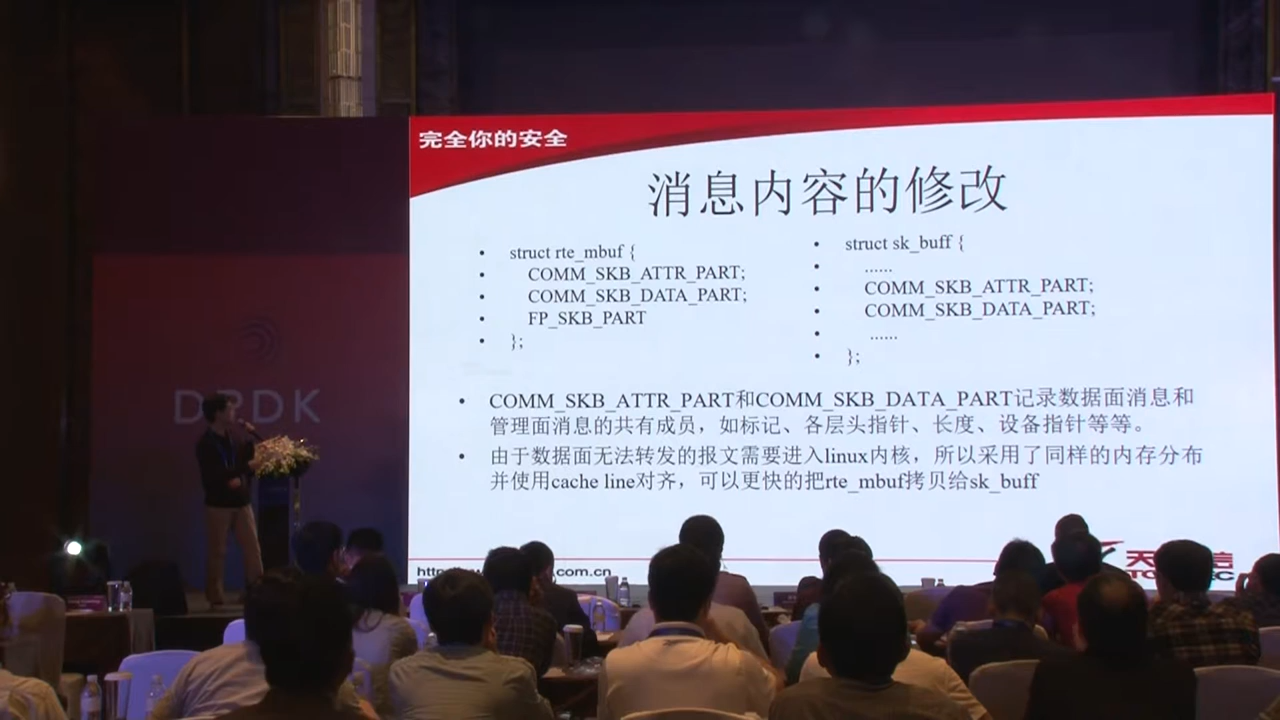 完全你的安全
消息内容的修改
• struct rte_mbuf {
• COMM_SKB_ATTR_PART;
• COMM_SKB_DATA_PART;
• FP_SKB_PART
• };
• struct sk_buff {
• ......
• COMM_SKB_ATTR_PART;
• COMM_SKB_DATA_PART;
• ......
• };
• COMM_SKB_ATTR_PART和COMM_SKB_DATA_PART记录数据面消息和
管理面消息的共有成员，如标记、各层头指针、长度、设备指针等等。
• 由于数据面无法转发的报文需要进入linux内核，所以采用了同样的内存分布
并使用cache line对齐，可以更快的把rte_mbuf拷贝给sk_buff
DPDK